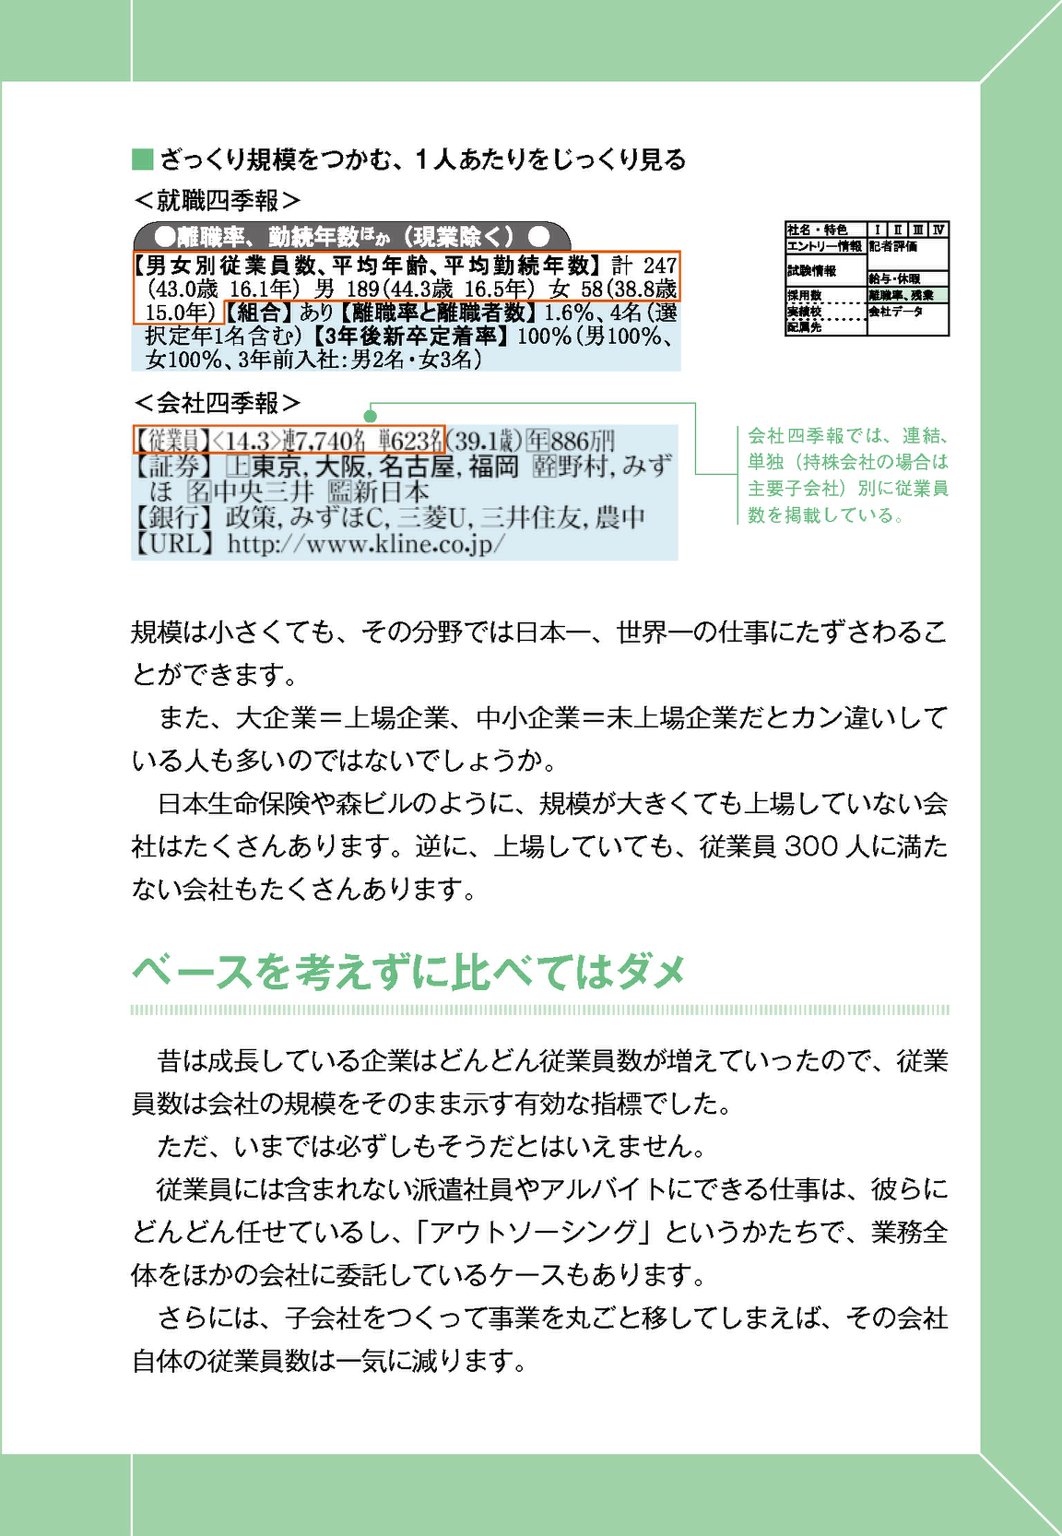 ■ざっくり規模をつかむ、1人あたりをじっくり見る
＜就職四季報＞
●離職率、勤続年数ほか（現業除く）●
【男女別従業員数、平均年齢、平均勤続年数】計 247
（43.0歳 16.1年） 男 189（44.3歳 16.5年） 女 58（38.8歳
15.0年）【組合】あり【離職率と離職者数】1.6%、4名（選
択定年1名含む）【3年後新卒定着率】100%（男100%、
女100%、3年前入社：男2名・女3名）
社名・特色 Ⅰ Ⅱ Ⅲ Ⅳ
エントリー情報 記者評価
試験情報
給与・休暇
採用数 離職率、残業
実績校 会社データ
配属先
＜会社四季報＞
【従業員】<14.3>連7,740名 単623名(39.1歳)年886万円
【証券】上東京, 大阪, 名古屋, 福岡 幹野村, みず
ほ 名中央三井 監新日本
【銀行】政策, みずほC, 三菱U, 三井住友, 農中
【URL】http://www.kline.co.jp/
会社四季報では、連結、
単独（持株会社の場合は
主要子会社）別に従業員
数を掲載している。
規模は小さくても、その分野では日本一、世界一の仕事にたずさわるこ
とができます。
また、大企業＝上場企業、中小企業＝未上場企業だとカン違いして
いる人も多いのではないでしょうか。
日本生命保険や森ビルのように、規模が大きくても上場していない会
社はたくさんあります。逆に、上場していても、従業員 300 人に満た
ない会社もたくさんあります。
ベースを考えずに比べてはダメ
昔は成長している企業はどんどん従業員数が増えていったので、従業
員数は会社の規模をそのまま示す有効な指標でした。
ただ、いまでは必ずしもそうだとはいえません。
従業員には含まれない派遣社員やアルバイトにできる仕事は、彼らに
どんどん任せているし、「アウトソーシング」というかたちで、業務全
体をほかの会社に委託しているケースもあります。
さらには、子会社をつくって事業を丸ごと移してしまえば、その会社
自体の従業員数は一気に減ります。